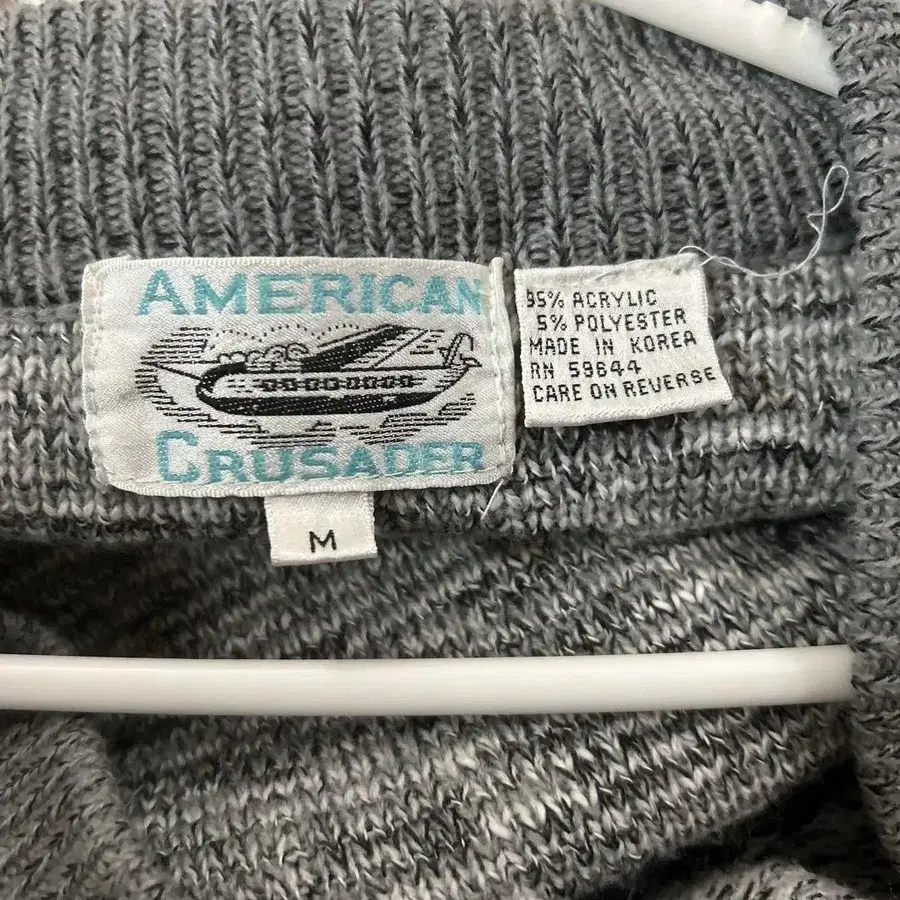 AMERICAN
CRUSADER
M
95% ACRYLIC
5% POLYESTER
MADE IN KOREA
RN 59644
CARE ON REVERSE